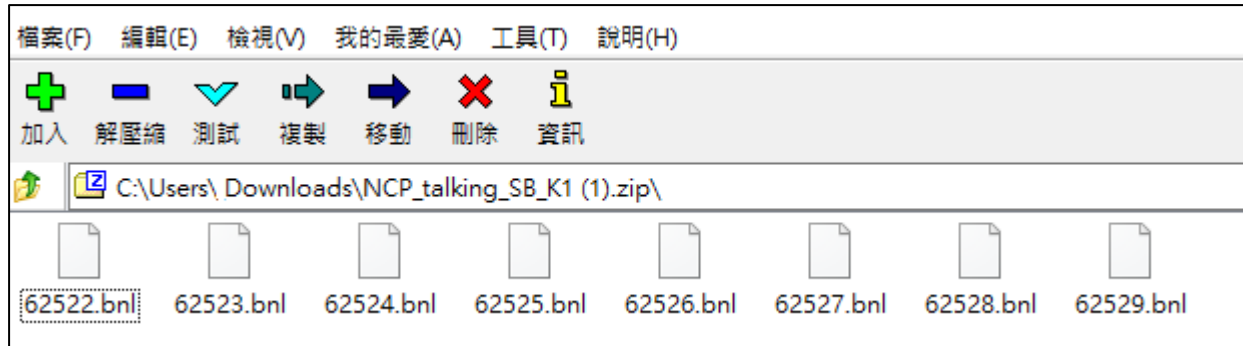 檔案(F) 編輯(E) 檢視(V) 我的最愛(A) 工具(T) 說明(H)
加入 解壓縮 測試 複製 移動 刪除 資訊
C:\Users\ Downloads\NCP_talking_SB_K1 (1).zip\
62522.bnl 62523.bnl 62524.bnl 62525.bnl 62526.bnl 62527.bnl 62528.bnl 62529.bnl